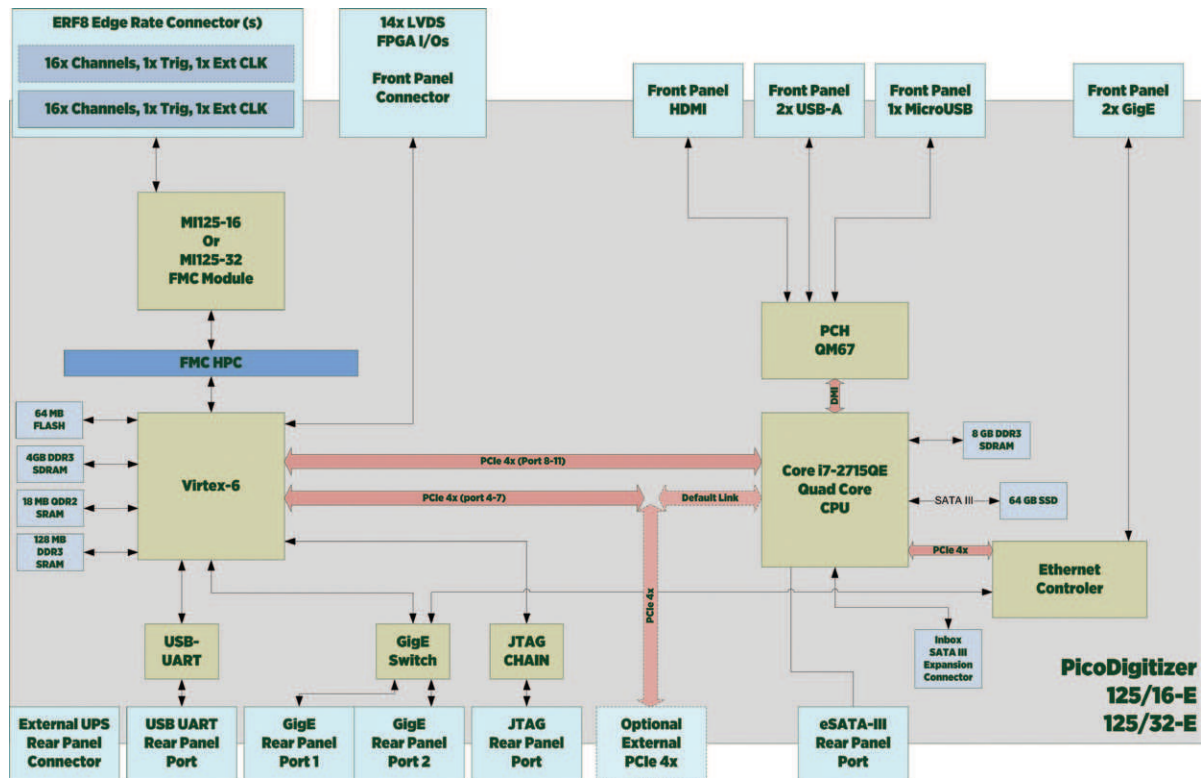 ERF8 Edge Rate Connector (s)
16x Channels, 1x Trig, 1x Ext CLK
16x Channels, 1x Trig, 1x Ext CLK
14x LVDS
FPGA I/Os
Front Panel
Connector
Front Panel
HDMI
Front Panel
2x USB-A
Front Panel
1x MicroUSB
Front Panel
2x GigE
MI125-16
Or
MI125-32
FMC Module
FMC HPC
PCH
QM67
DMI
64 MB
FLASH
4GB DDR3
SDRAM
18 MB QDR2
SRAM
128 MB
DDR3
SRAM
Virtex-6
PCIe 4x (Port 8-11)
PCIe 4x (port 4-7)
Default Link
PCIe 4x
Core i7-2715QE
Quad Core
CPU
8 GB DDR3
SDRAM
SATA III
64 GB SSD
PCIe 4x
Ethernet
Controler
USB-
UART
GigE
Switch
JTAG
CHAIN
Inbox
SATA III
Expansion
Connector
PicoDigitizer
125/16-E
125/32-E
External UPS
Rear Panel
Connector
USB UART
Rear Panel
Port
GigE
Rear Panel
Port 1
GigE
Rear Panel
Port 2
JTAG
Rear Panel
Port
Optional
External
PCIe 4x
eSATA-III
Rear Panel
Port